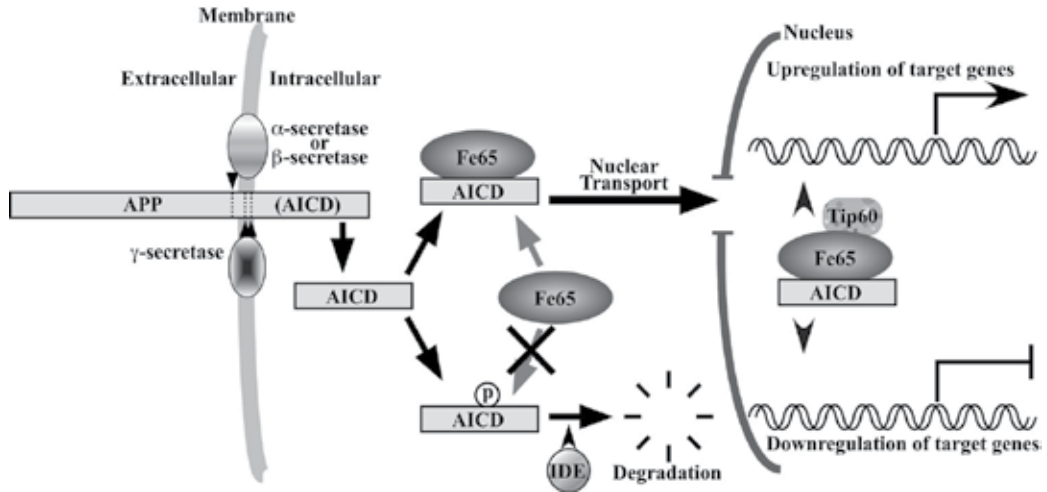 Membrane
Extracellular
Intracellular
α-secretase
or
β-secretase
APP
(AICD)
γ-secretase
AICD
Fe65
AICD
Fe65
P
AICD
IDE
Degradation
Nuclear
Transport
Nucleus
Upregulation of target genes
Tip60
Fe65
AICD
Downregulation of target genes.